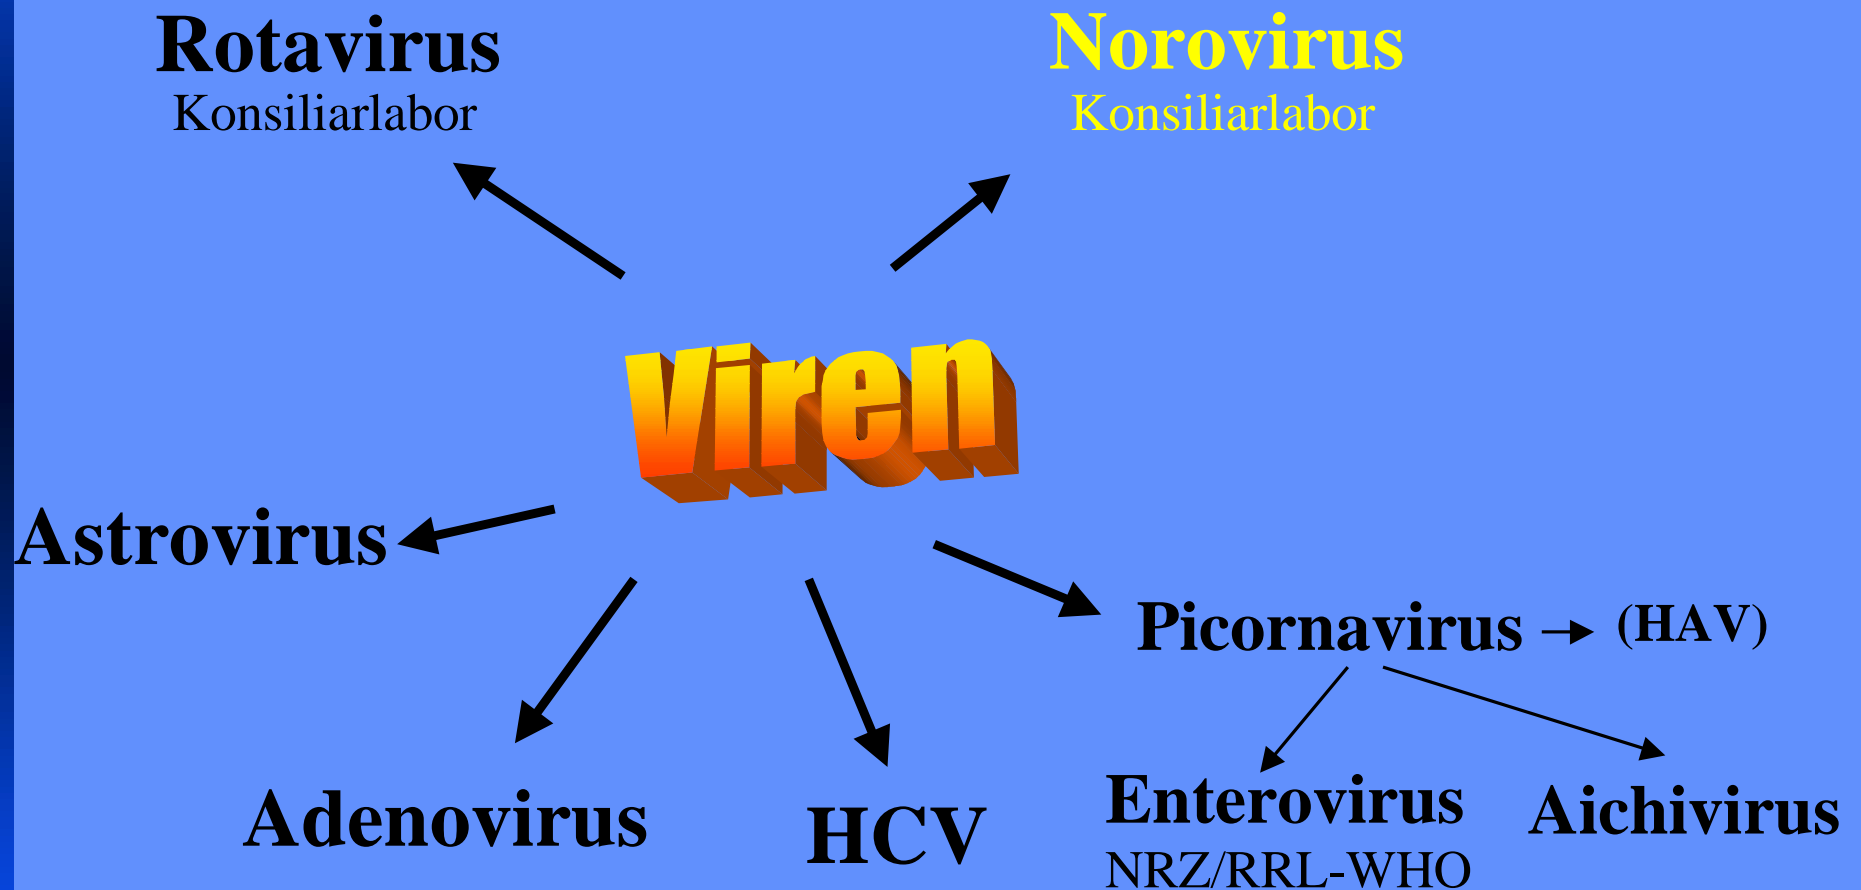 Rotavirus
Konsiliarlabor
Norovirus
Konsiliarlabor
Viren
Astrovirus
Picornavirus
(HAV)
Adenovirus
HCV
Enterovirus
NRZ/RRL-WHO
Aichivirus